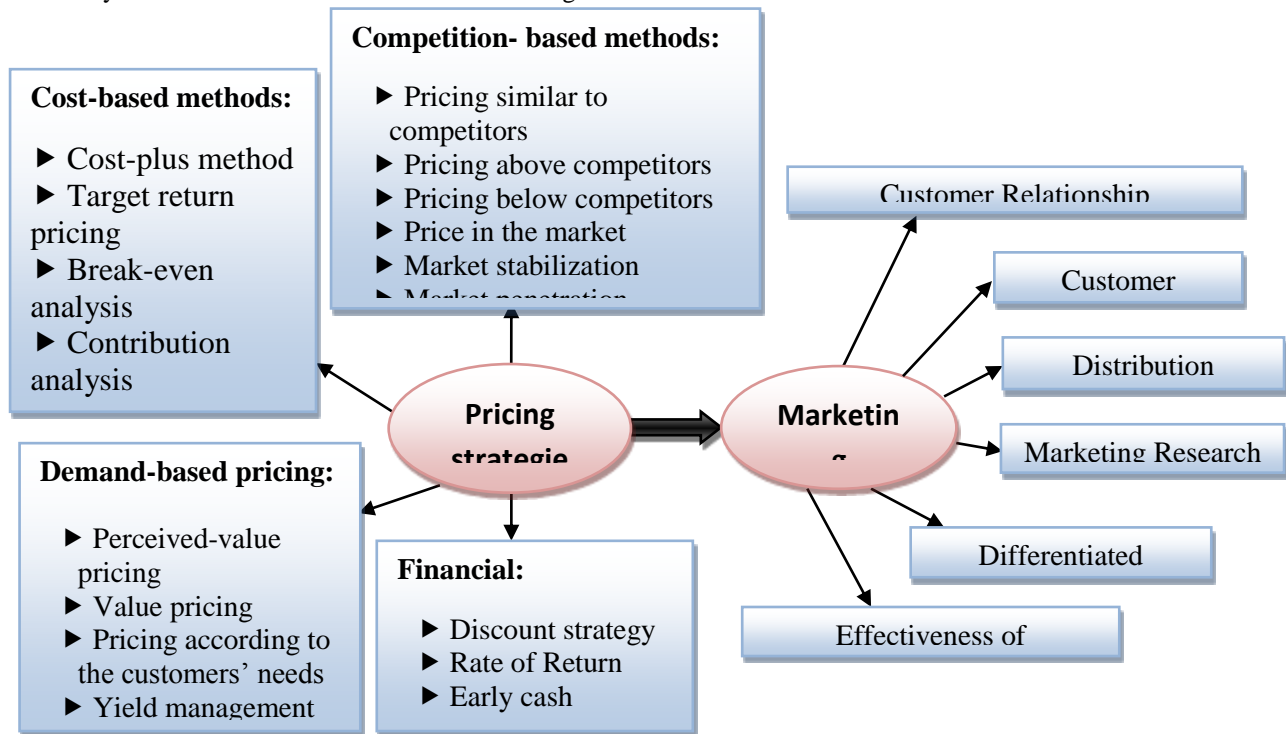 Competition- based methods:
► Pricing similar to
competitors
► Pricing above competitors
► Pricing below competitors
► Price in the market
► Market stabilization
► Market penetration
Cost-based methods:
► Cost-plus method
► Target return
pricing
► Break-even
analysis
► Contribution
analysis
Customer Relationship
Customer
Distribution
Marketing Research
Differentiated
Effectiveness of
Pricing
strategie
Marketin
g
Demand-based pricing:
► Perceived-value
pricing
► Value pricing
► Pricing according to
the customers’ needs
► Yield management
Financial:
► Discount strategy
► Rate of Return
► Early cash